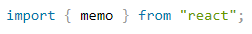 import { memo } from "react";